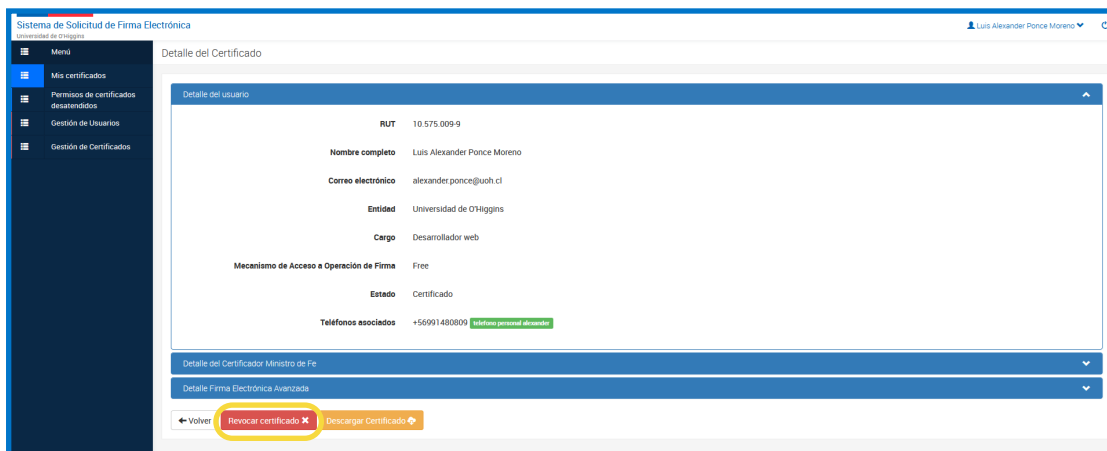 Sistema de Solicitud de Firma Electrónica
Universidad de O'Higgins
Luis Alexander Ponce Moreno
Menú
Mis certificados
Permisos de certificados
desatendidos
Gestión de Usuarios
Gestión de Certificados
Detalle del Certificado
Detalle del usuario
RUT 10.575.009-9
Nombre completo Luis Alexander Ponce Moreno
Correo electrónico alexander.ponce@uoh.cl
Entidad Universidad de O'Higgins
Cargo Desarrollador web
Mecanismo de Acceso a Operación de Firma Free
Estado Certificado
Teléfonos asociados +56991480809 telefono personal alexander
Detalle del Certificador Ministro de Fe
Detalle Firma Electrónica Avanzada
Volver Revocar certificado Descargar Certificado